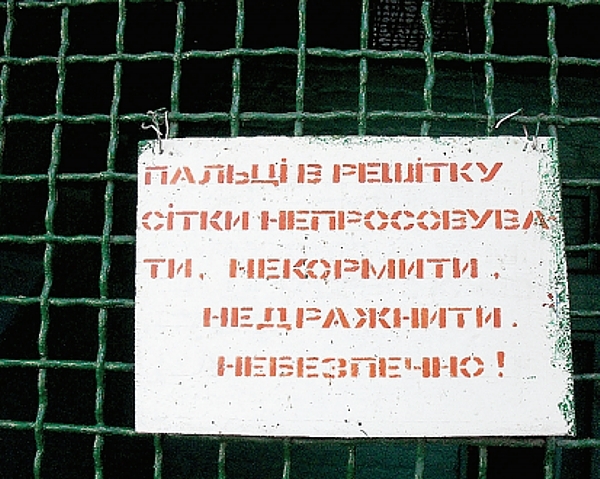 ПАЛЬЦІ В РЕШІТКУ
СІТКИ НЕПРОСОВУВА-
ТИ, НЕКОРМИТИ,
НЕДРАЖНИТИ.
НЕБЕЗПЕЧНО!